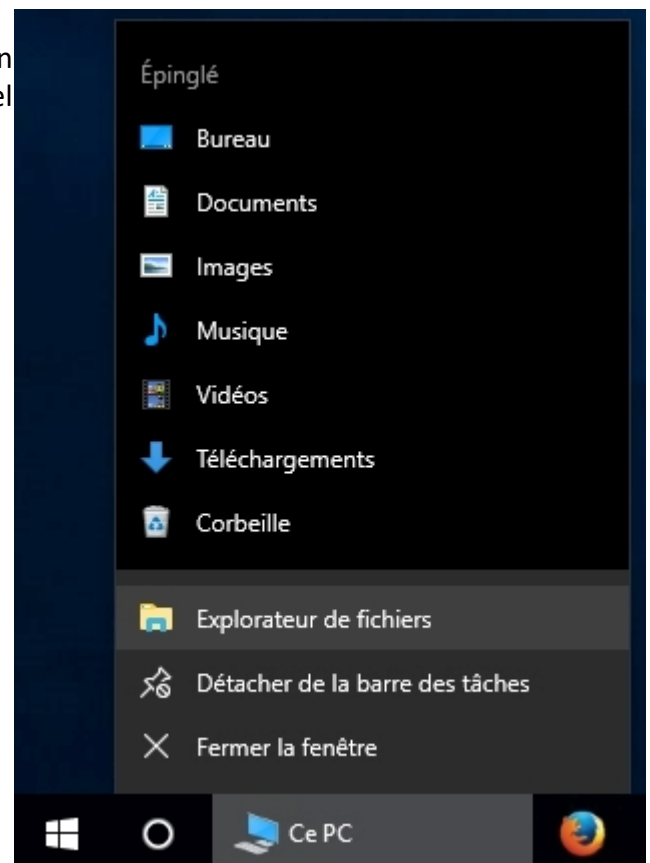 n
el
Épinglé
Bureau
Documents
Images
Musique
Vidéos
Téléchargements
Corbeille
Explorateur de fichiers
Détacher de la barre des tâches
Fermer la fenêtre
Ce PC